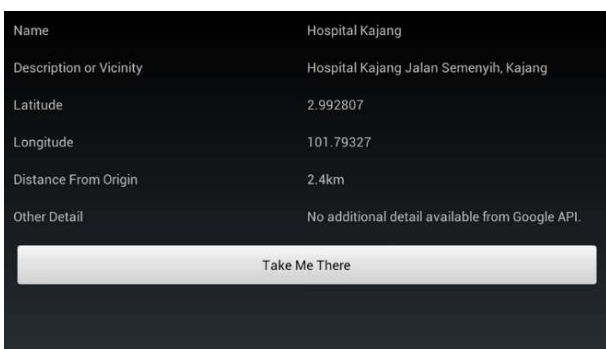 Name Hospital Kajang
Description or Vicinity Hospital Kajang Jalan Semenyih, Kajang
Latitude 2.992807
Longitude 101.79327
Distance From Origin 2.4km
Other Detail No additional detail available from Google API.
Take Me There